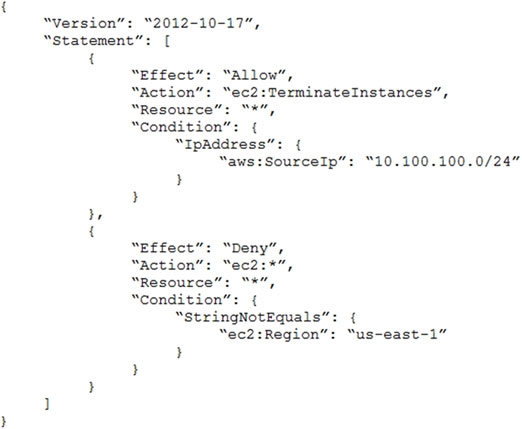 {
“Version”: “2012-10-17”,
“Statement”: [
{
“Effect”: “Allow”,
“Action”: “ec2:TerminateInstances”,
“Resource”: “*”,
“Condition”: {
“IpAddress”: {
“aws:SourceIp”: “10.100.100.0/24”
}
}
},
{
“Effect”: “Deny”,
“Action”: “ec2:*”,
“Resource”: “*”,
“Condition”: {
“StringNotEquals”: {
“ec2:Region”: “us-east-1”
}
}
}
]
}